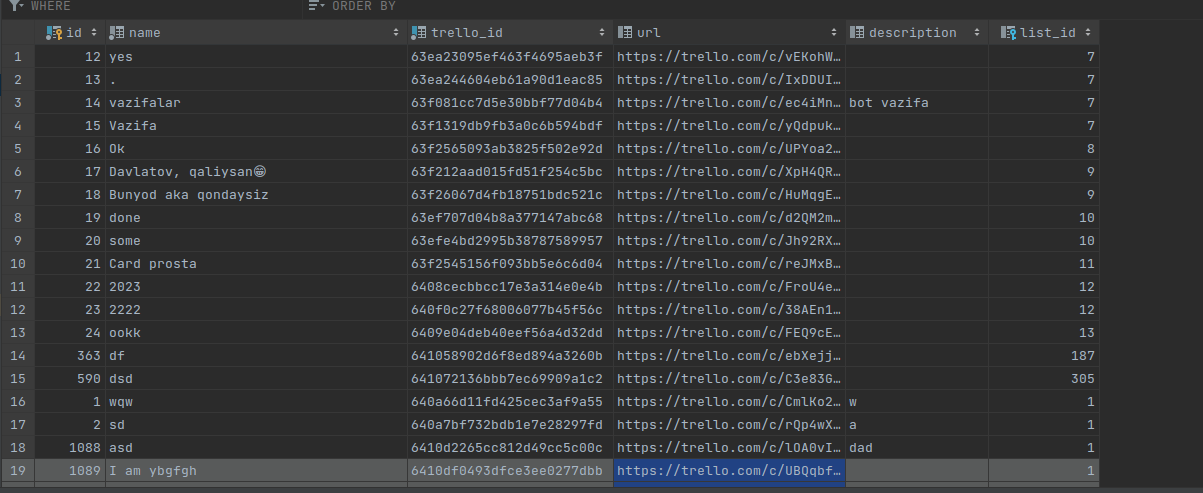 WHERE ORDER BY
id name trello_id url description list_id
1 12 yes 63ea23095ef463f4695aeb3f https://trello.com/c/vEKohW… 7
2 13 . 63ea244604eb61a90d1eac85 https://trello.com/c/IxDDUI… 7
3 14 vazifalar 63f081cc7d5e30bbf77d04b4 https://trello.com/c/ec4iMn… bot vazifa 7
4 15 Vazifa 63f1319db9fb3a0c6b594bdf https://trello.com/c/yQdpuk… 7
5 16 Ok 63f2565093ab3825f502e92d https://trello.com/c/UPYoa2… 8
6 17 Davlatov, qaliysan😁 63f212aad015fd51f254c5bc https://trello.com/c/XpH4QR… 9
7 18 Bunyod aka qondaysiz 63f26067d4fb18751bdc521c https://trello.com/c/HuMqgE… 9
8 19 done 63ef707d04b8a377147abc68 https://trello.com/c/d2QM2m… 10
9 20 some 63efe4bd2995b38787589957 https://trello.com/c/Jh92RX… 10
10 21 Card prosta 63f2545156f093bb5e6c6d04 https://trello.com/c/reJMxB… 11
11 22 2023 6408cecbbcc17e3a314e0e4b https://trello.com/c/FroU4e… 12
12 23 2222 640f0c27f68006077b45f56c https://trello.com/c/38AEn1… 12
13 24 ookk 6409e04deb40eef56a4d32dd https://trello.com/c/FEQ9cE… 13
14 363 df 641058902d6f8ed894a3260b https://trello.com/c/ebXejj… 187
15 590 dsd 641072136bbb7ec69909a1c2 https://trello.com/c/C3e83G… 305
16 1 wqw 640a66d11fd425cec3af9a55 https://trello.com/c/CmlKo2… w 1
17 2 sd 640a7bf732bdb1e7e28297fd https://trello.com/c/rQp4wX… a 1
18 1088 asd 6410d2265cc812d49cc5c00c https://trello.com/c/lOA0vI… dad 1
19 1089 I am ybgfgh 6410df0493dfce3ee0277dbb https://trello.com/c/UBQqbf… 1